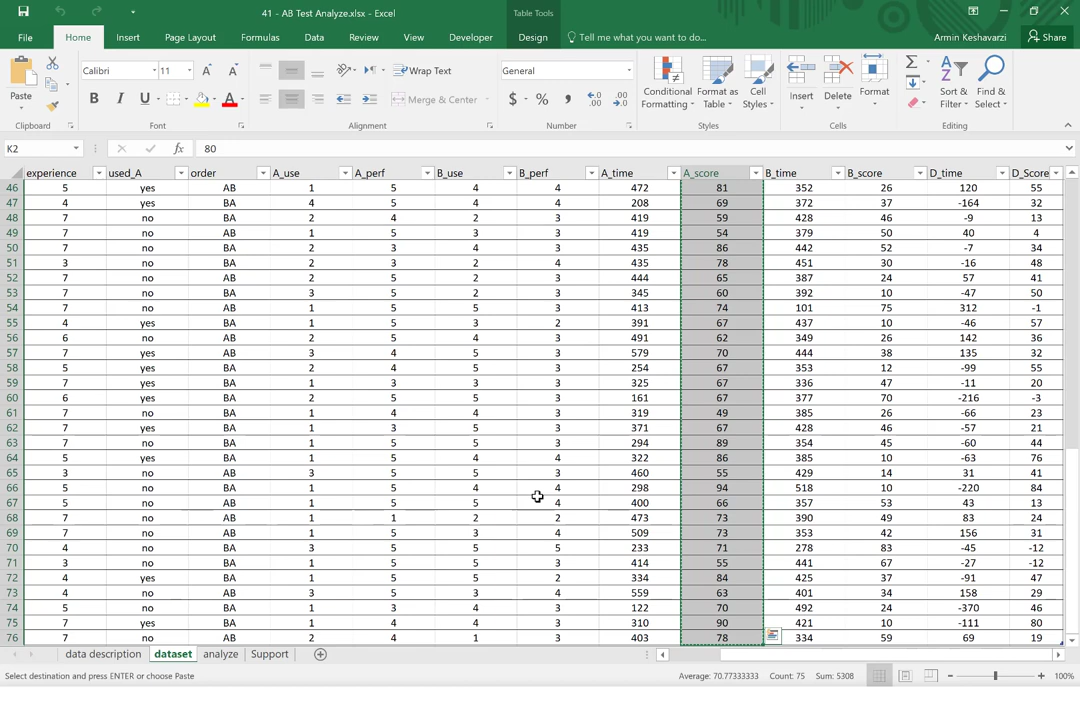 41 - AB Test Analyze.xlsx - Excel
Table Tools
File Home Insert Page Layout Formulas Data Review View Developer Design Tell me what you want to do... Armin Keshavarzi Share
Paste
Calibri 11
Wrap Text
General
B I U A
Merge & Center
$ % ,
Conditional Formatting
Format as Table
Cell Styles
Insert Delete Format
Sort & Filter
Find & Select
Clipboard Font Alignment Number Styles Cells Editing
K2 fx 80
experience used_A order A_use A_perf B_use B_perf A_time A_score B_time B_score D_time D_Score
46 5 yes AB 1 5 4 4 472 81 352 26 120 55
47 4 yes BA 4 5 4 4 208 69 372 37 -164 32
48 7 no BA 2 4 2 3 419 59 428 46 -9 13
49 7 no AB 1 5 3 3 419 54 379 50 40 4
50 7 no BA 2 3 4 3 435 86 442 52 -7 34
51 3 no BA 2 3 2 4 435 78 451 30 -16 48
52 7 no AB 2 5 2 3 444 65 387 24 57 41
53 7 no BA 3 5 2 3 345 60 392 10 -47 50
54 7 no AB 1 5 5 3 413 74 101 75 312 -1
55 4 yes BA 1 5 3 2 391 67 437 10 -46 57
56 6 no AB 2 5 4 3 491 62 349 26 142 36
57 7 yes AB 3 4 5 3 579 70 444 38 135 32
58 5 yes BA 2 4 5 3 254 67 353 12 -99 55
59 7 yes BA 1 3 3 3 325 67 336 47 -11 20
60 6 yes BA 2 5 5 3 161 67 377 70 -216 -3
61 7 no BA 1 4 4 3 319 49 385 26 -66 23
62 7 yes BA 1 3 5 3 371 67 428 46 -57 21
63 7 no BA 1 5 5 3 294 89 354 45 -60 44
64 5 yes BA 1 5 4 4 322 86 385 10 -63 76
65 3 no AB 3 5 5 3 460 55 429 14 31 41
66 5 no BA 1 5 4 4 298 94 518 10 -220 84
67 7 no AB 1 5 5 4 400 66 357 53 43 13
68 7 no AB 1 1 2 2 473 73 390 49 83 24
69 7 no AB 1 5 3 4 509 73 353 42 156 31
70 4 no BA 3 5 5 5 233 71 278 83 -45 -12
71 3 no BA 1 5 5 3 414 55 441 67 -27 -12
72 4 yes BA 1 5 5 2 334 84 425 37 -91 47
73 4 no AB 3 5 3 4 559 63 401 34 158 29
74 5 no BA 1 3 4 3 122 70 492 24 -370 46
75 7 yes BA 1 4 4 3 310 90 421 10 -111 80
76 7 no AB 2 4 1 3 403 78 334 59 69 19
data description dataset analyze Support
Select destination and press ENTER or choose Paste Average: 70.77333333 Count: 75 Sum: 5308 100%